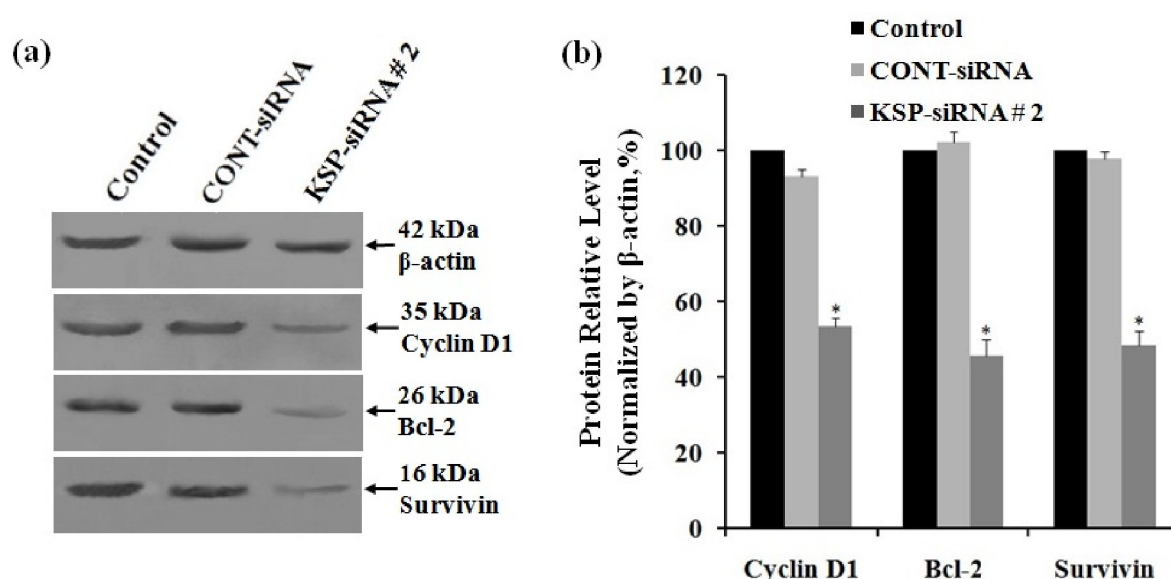 (a)
Control
CONT-siRNA
KSP-siRNA#2
42 kDa
β-actin
35 kDa
Cyclin D1
26 kDa
Bcl-2
16 kDa
Survivin
(b)
Control
CONT-siRNA
KSP-siRNA#2
Protein Relative Level
(Normalized by β-actin,%)
120
100
80
60
40
20
0
*
*
*
Cyclin D1
Bcl-2
Survivin